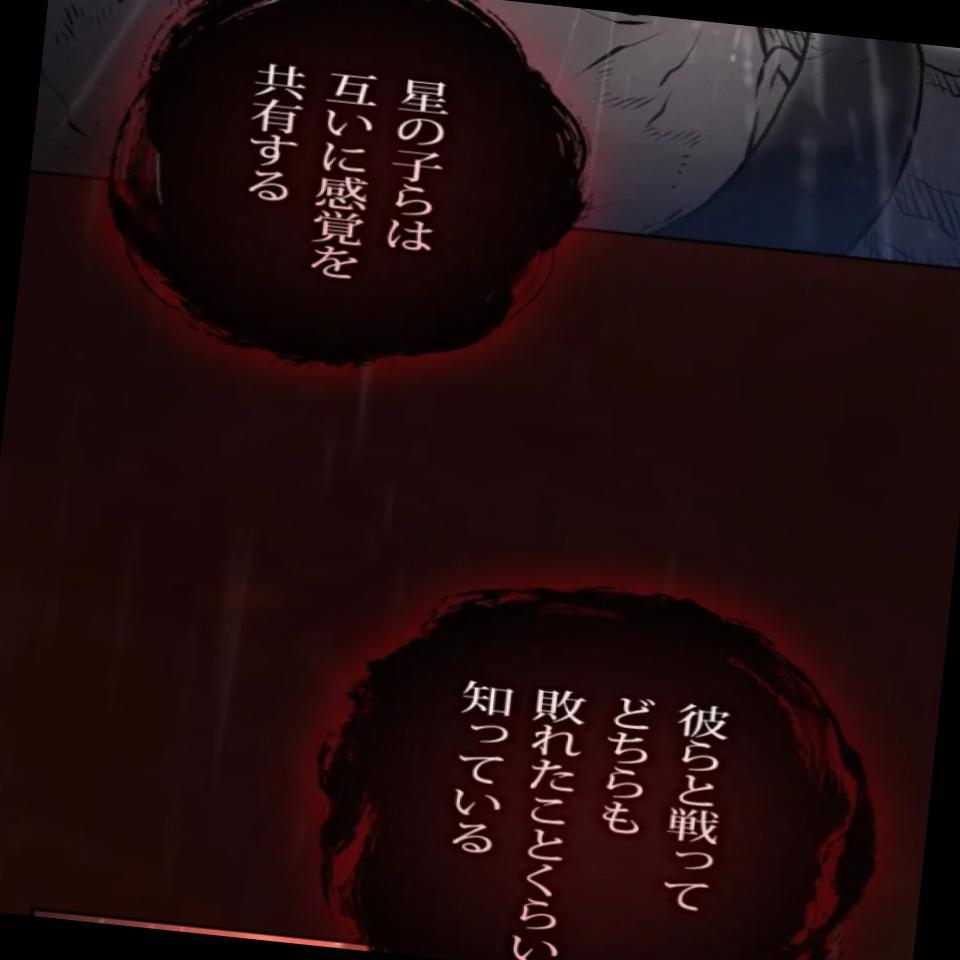 星の子らは
互いに感覚を
共有する
彼らと戦って
どちらも
敗れたことくらい
知っている